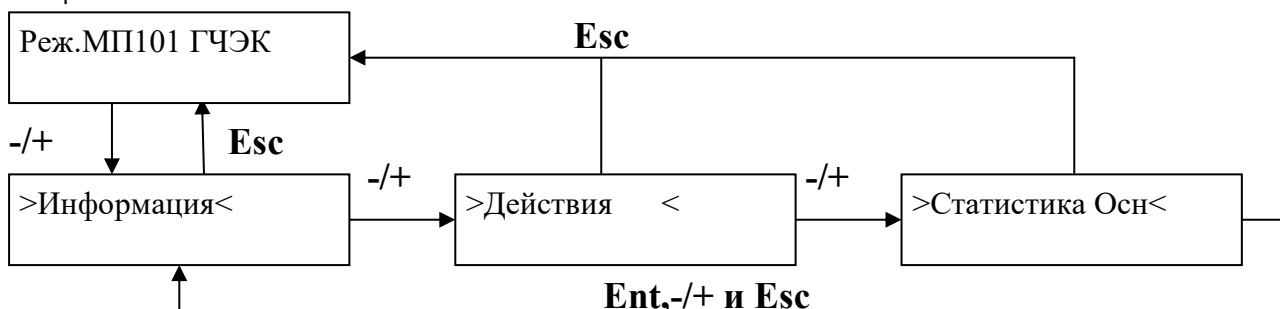 Реж.МП101 ГЧЭК
Esc
-/+
Esc
>Информация<
-/+
>Действия <
-/+
>Статистика Осн<
Ent,-/+ и Esc